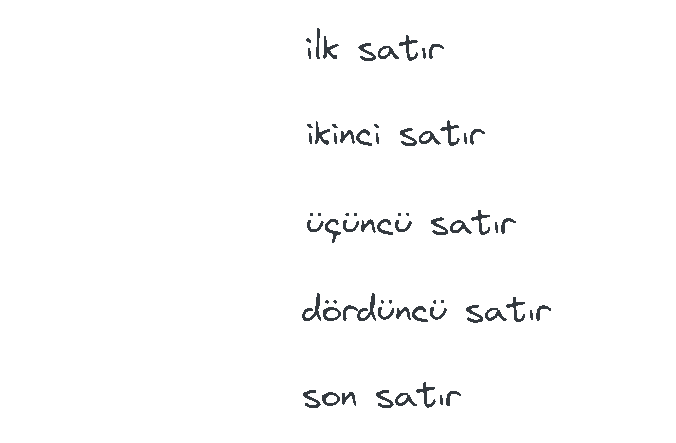 ilk satır
ikinci satır
üçüncü satır
dördüncü satır
son satır